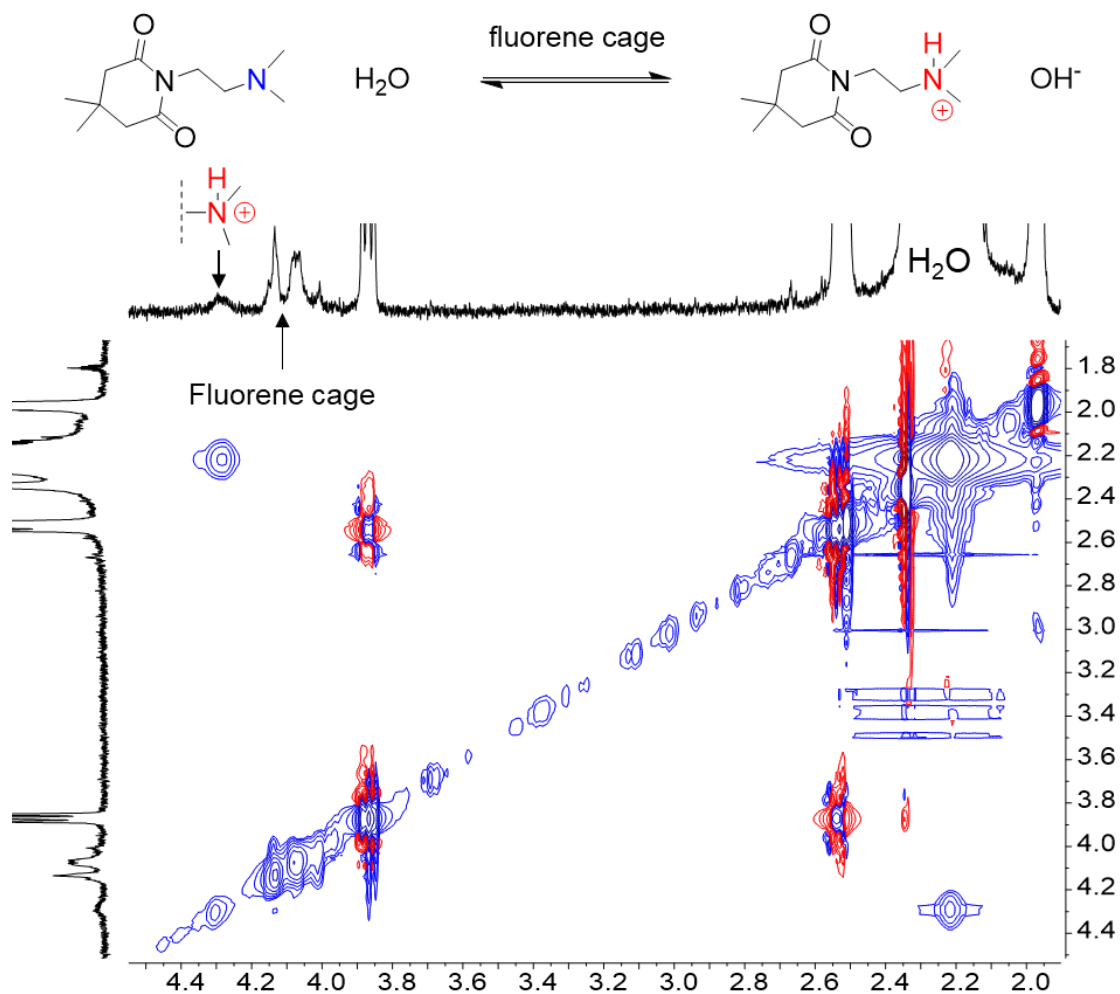 O
N
N
O
H₂O
fluorene cage
O
N
H
N
⊕
O
OH⁻
H
N ⊕
H₂O
Fluorene cage
1.8
2.0
2.2
2.4
2.6
2.8
3.0
3.2
3.4
3.6
3.8
4.0
4.2
4.4
4.4 4.2 4.0 3.8 3.6 3.4 3.2 3.0 2.8 2.6 2.4 2.2 2.0